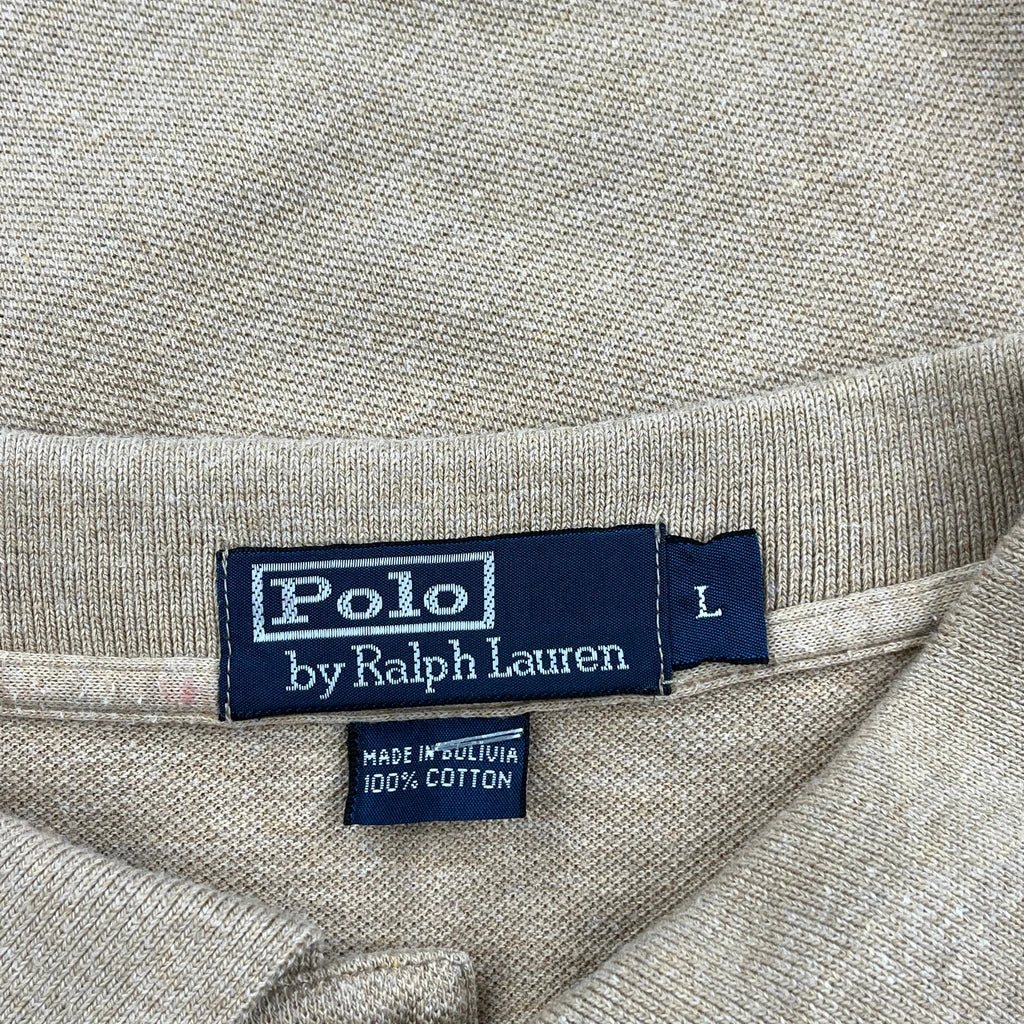 Polo
by Ralph Lauren
L
MADE IN BOLIVIA
100% COTTON